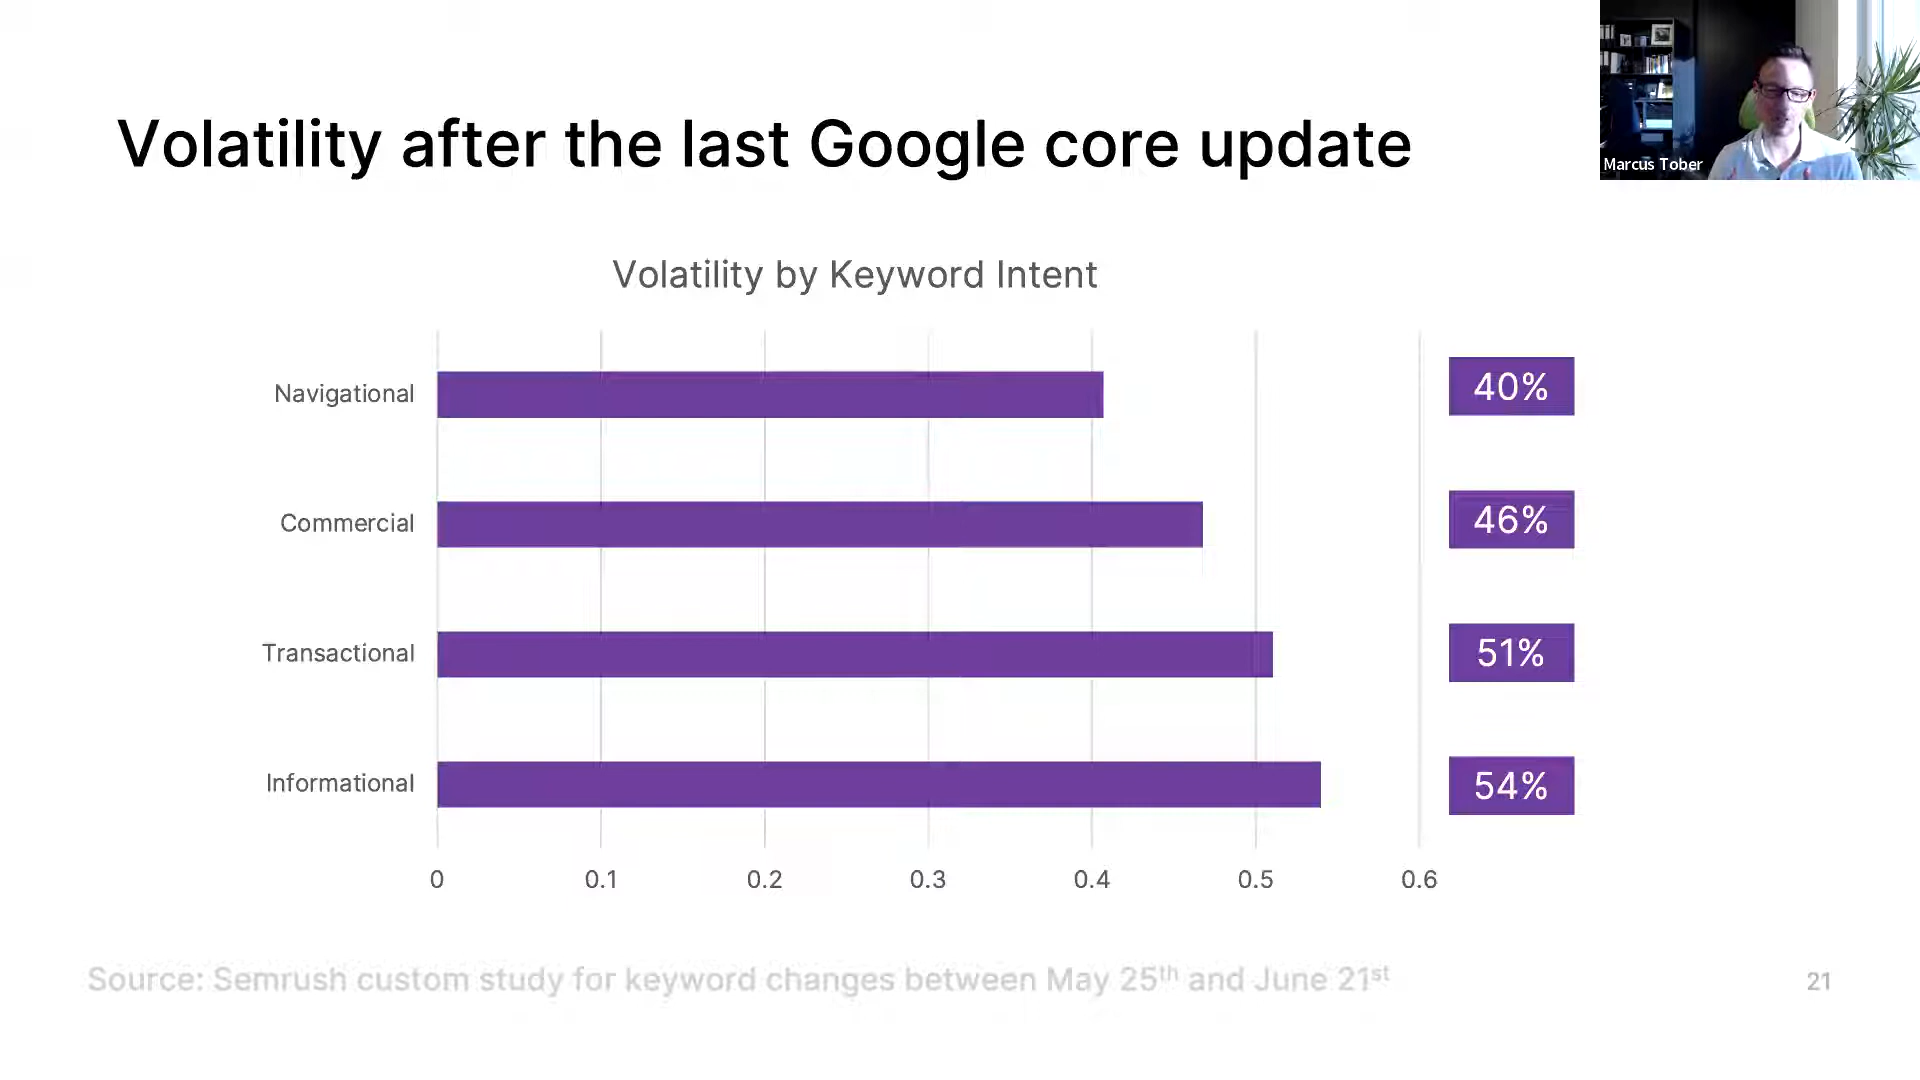 Volatility after the last Google core update
Marcus Tober
Volatility by Keyword Intent
Navigational
40%
Commercial
46%
Transactional
51%
Informational
54%
0 0.1 0.2 0.3 0.4 0.5 0.6
Source: Semrush custom study for keyword changes between May 25th and June 21st
21